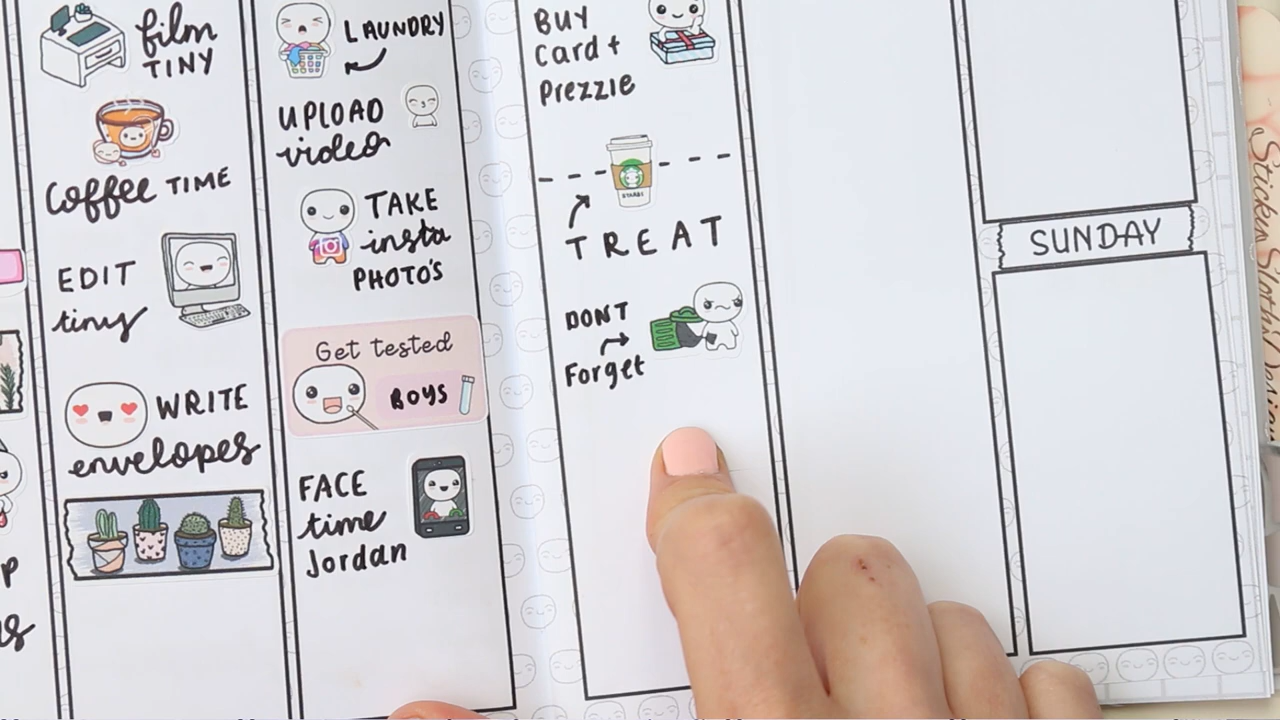 film
TINY
Coffee TIME
EDIT
tiny
WRITE
envelopes
LAUNDRY
UPLOAD
video
TAKE
insta
PHOTO'S
Get tested
BOYS
FACE
time
Jordan
BUY
Card +
Prezzie
TREAT
DONT
Forget
SUNDAY